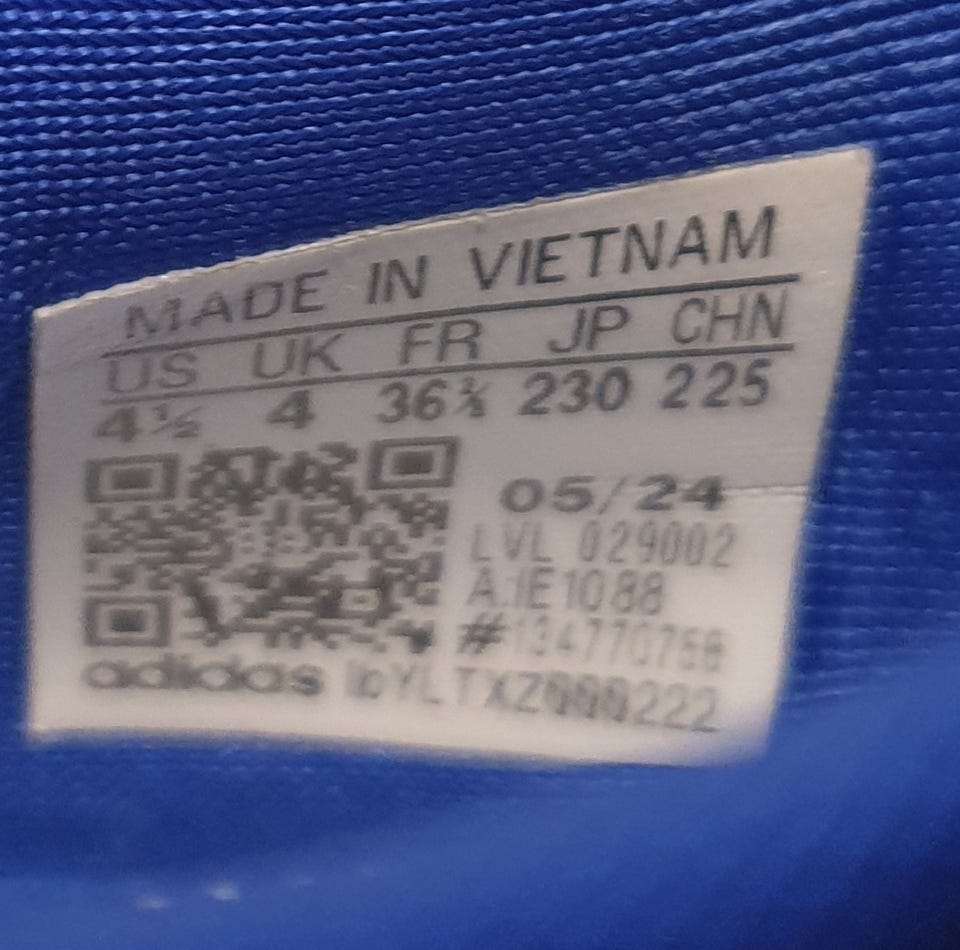 MADE IN VIETNAM
US UK FR JP CHN
4½ 4 36⅔ 230 225
05/24
LVL 029002
A:IE1088
#134770758
adidas